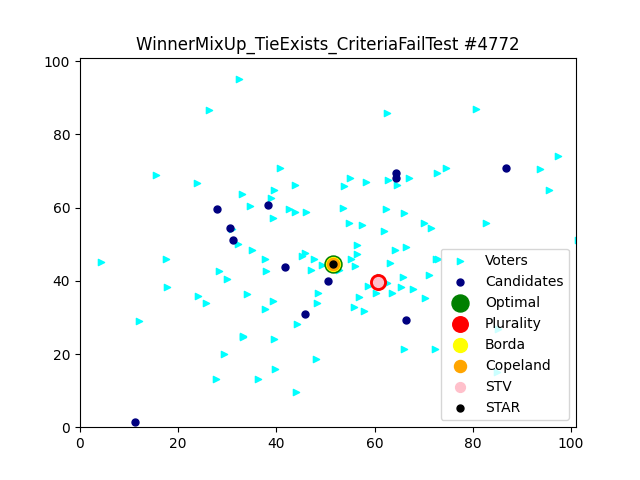 WinnerMixUp_TieExists_CriteriaFailTest #4772
100
80
60
40
20
0
0 20 40 60 80 100
Voters
Candidates
Optimal
Plurality
Borda
Copeland
STV
STAR